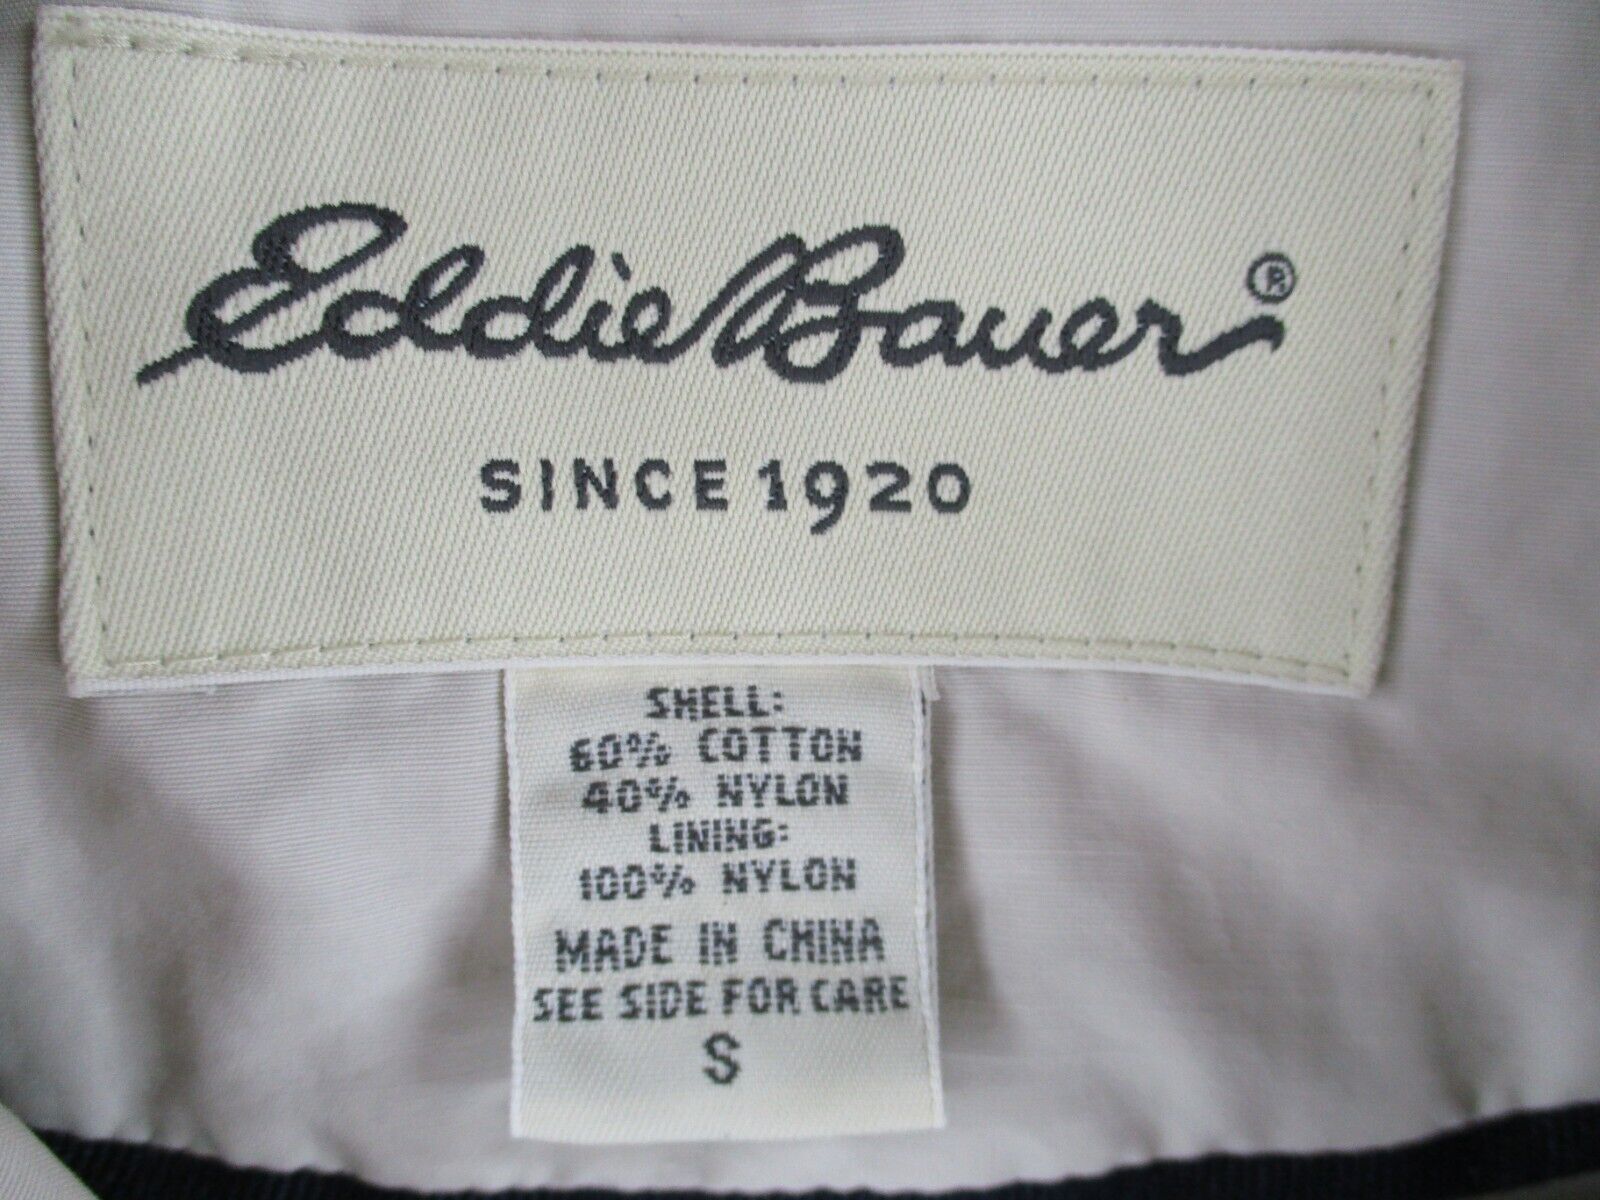 Eddie Bauer®
SINCE 1920
SHELL:
60% COTTON
40% NYLON
LINING:
100% NYLON
MADE IN CHINA
SEE SIDE FOR CARE
S